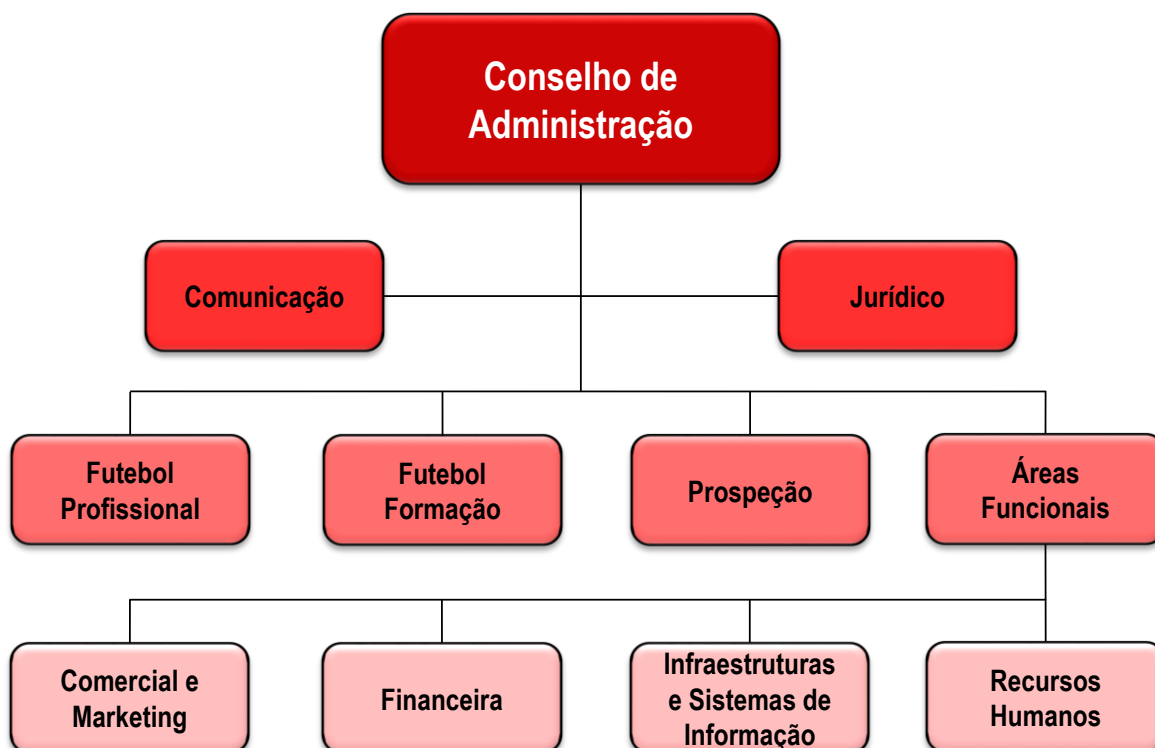 Conselho de
Administração
Comunicação
Jurídico
Futebol
Profissional
Futebol
Formação
Prospeção
Áreas
Funcionais
Comercial e
Marketing
Financeira
Infraestruturas
e Sistemas de
Informação
Recursos
Humanos